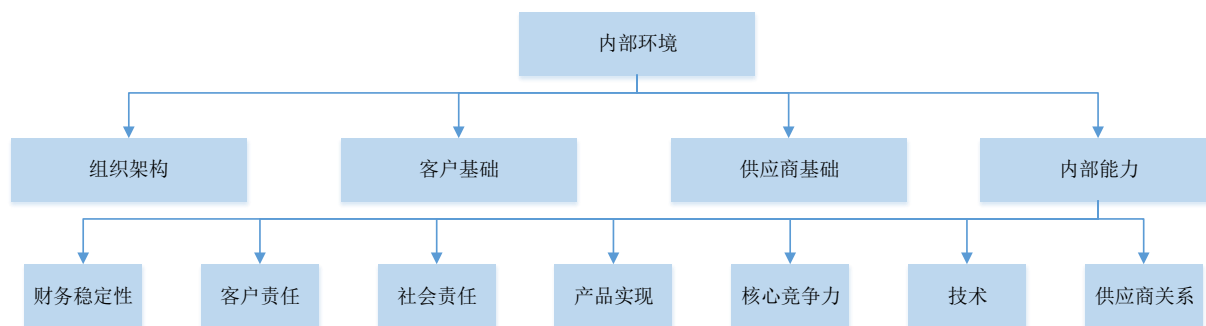 内部环境
组织架构
客户基础
供应商基础
内部能力
财务稳定性
客户责任
社会责任
产品实现
核心竞争力
技术
供应商关系